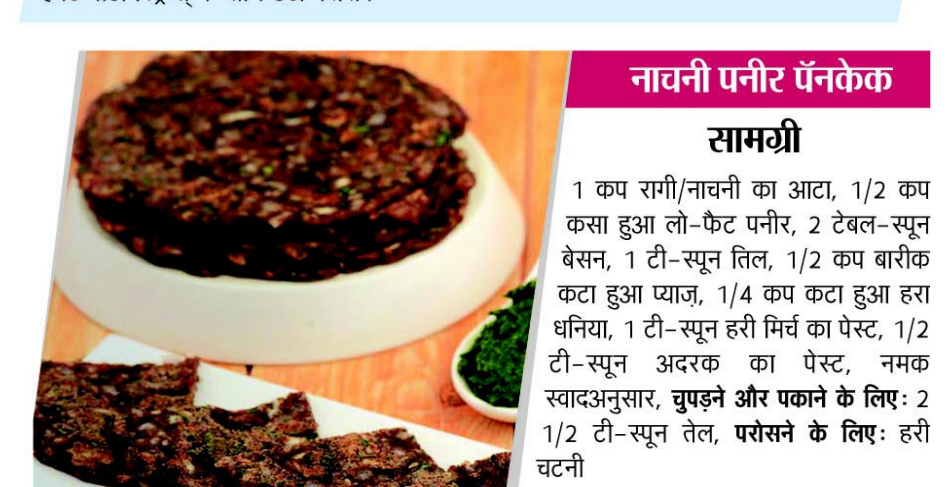 नाचनी पनीर पॅनकेक
सामग्री
1 कप रागी/नाचनी का आटा, 1/2 कप
कसा हुआ लो-फैट पनीर, 2 टेबल-स्पून
बेसन, 1 टी-स्पून तिल, 1/2 कप बारीक
कटा हुआ प्याज़, 1/4 कप कटा हुआ हरा
धनिया, 1 टी-स्पून हरी मिर्च का पेस्ट, 1/2
टी-स्पून अदरक का पेस्ट, नमक
स्वादअनुसार, चुपड़ने और पकाने के लिए: 2
1/2 टी-स्पून तेल, परोसने के लिए: हरी
चटनी